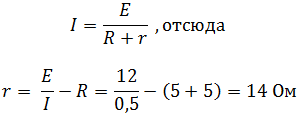 I = E / (R + r) , отсюда
r = E / I − R = 12 / 0,5 − (5 + 5) = 14 Ом